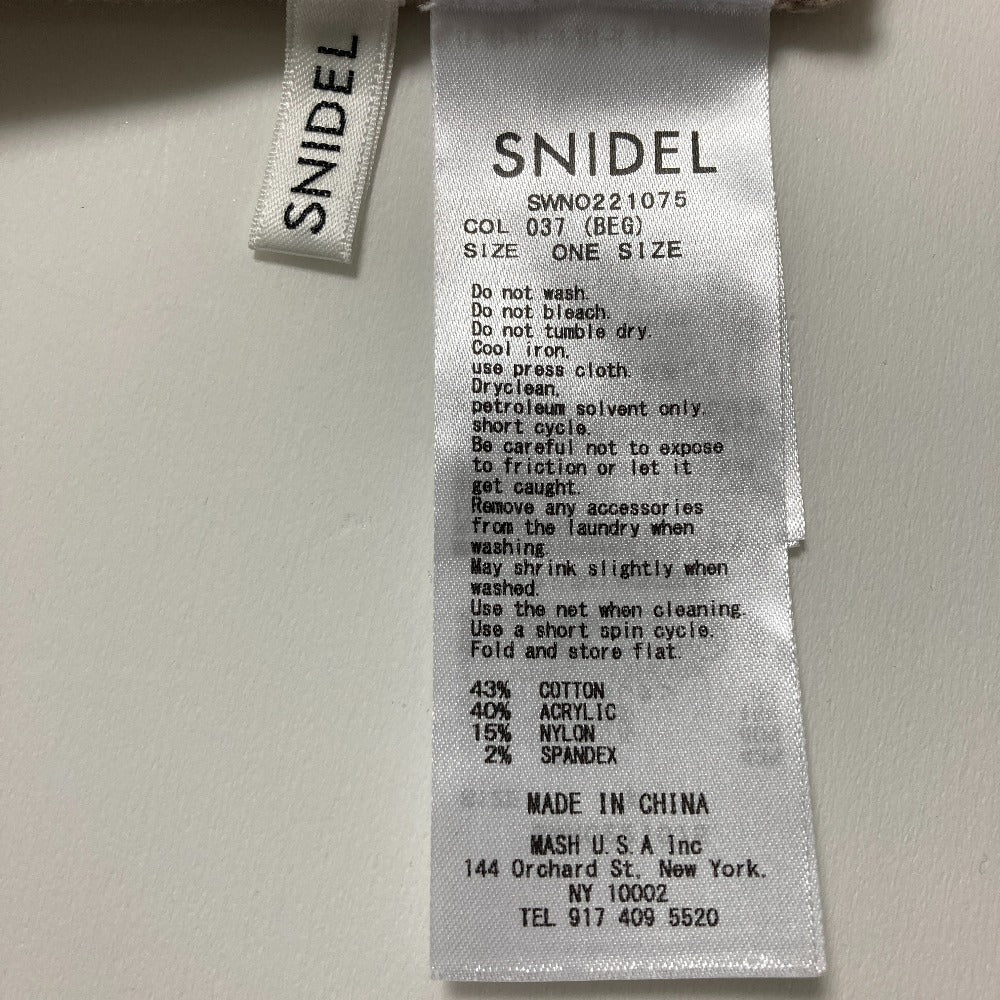 SNIDEL
SNIDEL
SWNO221075
COL 037 (BEG)
SIZE ONE SIZE
Do not wash.
Do not bleach.
Do not tumble dry.
Cool iron.
use press cloth.
Dryclean.
petroleum solvent only.
short cycle.
Be careful not to expose
to friction or let it
get caught.
Remove any accessories
from the laundry when
washing.
May shrink slightly when
washed.
Use the net when cleaning.
Use a short spin cycle.
Fold and store flat.
43% COTTON
40% ACRYLIC
15% NYLON
2% SPANDEX
MADE IN CHINA
MASH U.S.A Inc
144 Orchard St. New York.
NY 10002
TEL 917 409 5520